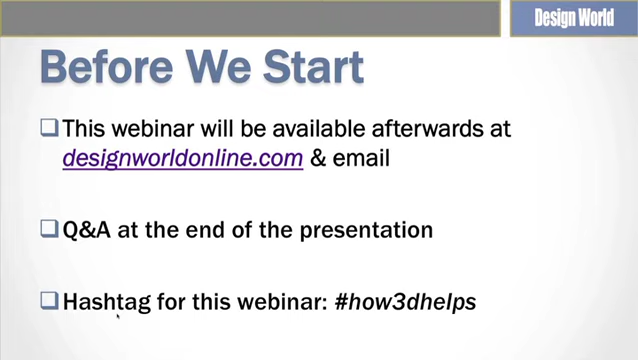 Design World
Before We Start
This webinar will be available afterwards at
designworldonline.com & email
Q&A at the end of the presentation
Hashtag for this webinar: #how3dhelps